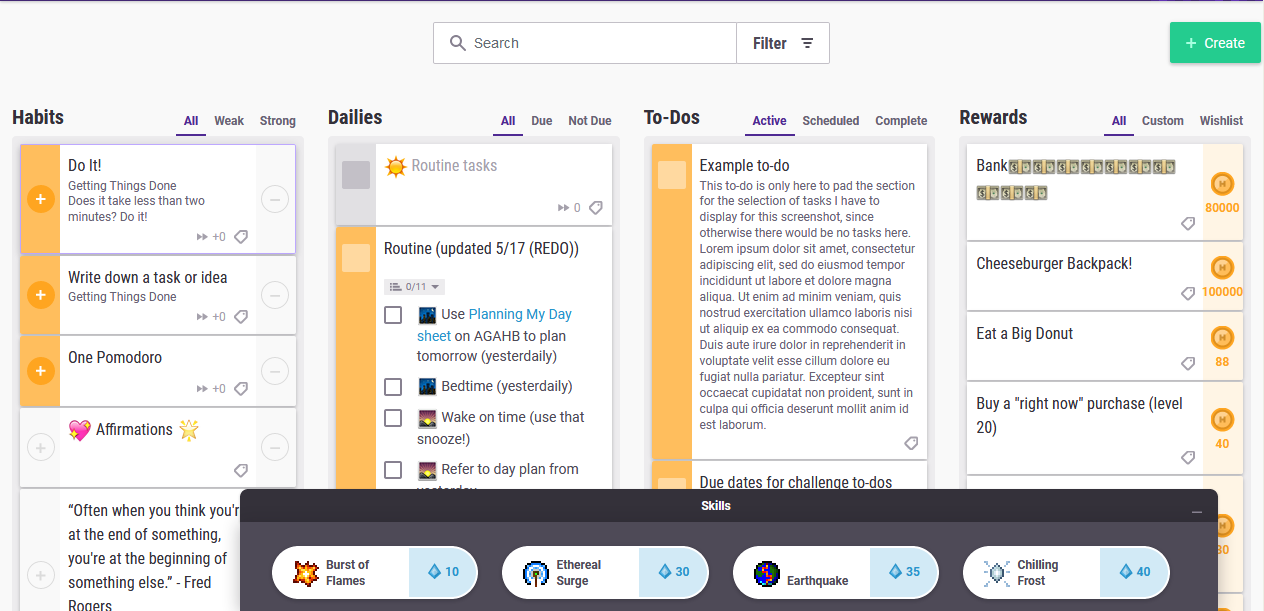 Search
Filter
+ Create
Habits
All Weak Strong
Do It!
Getting Things Done
Does it take less than two
minutes? Do it!
+0
Write down a task or idea
Getting Things Done
+0
One Pomodoro
+0
Affirmations
“Often when you think you'r
at the end of something,
you're at the beginning of
something else.” - Fred
Rogers
Dailies
All Due Not Due
Routine tasks
0
Routine (updated 5/17 (REDO))
0/11
Use Planning My Day
sheet on AGAHB to plan
tomorrow (yesterdaily)
Bedtime (yesterdaily)
Wake on time (use that
snooze!)
Refer to day plan from
yesterday
To-Dos
Active Scheduled Complete
Example to-do
This to-do is only here to pad the section
for the selection of tasks I have to
display for this screenshot, since
otherwise there would be no tasks here.
Lorem ipsum dolor sit amet, consectetur
adipiscing elit, sed do eiusmod tempor
incididunt ut labore et dolore magna
aliqua. Ut enim ad minim veniam, quis
nostrud exercitation ullamco laboris nisi
ut aliquip ex ea commodo consequat.
Duis aute irure dolor in reprehenderit in
voluptate velit esse cillum dolore eu
fugiat nulla pariatur. Excepteur sint
occaecat cupidatat non proident, sunt in
culpa qui officia deserunt mollit anim id
est laborum.
Due dates for challenge to-dos
Rewards
All Custom Wishlist
Bank
80000
Cheeseburger Backpack!
100000
Eat a Big Donut
88
Buy a "right now" purchase (level
20)
40
Skills
Burst of
Flames
10
Ethereal
Surge
30
Earthquake
35
Chilling
Frost
40